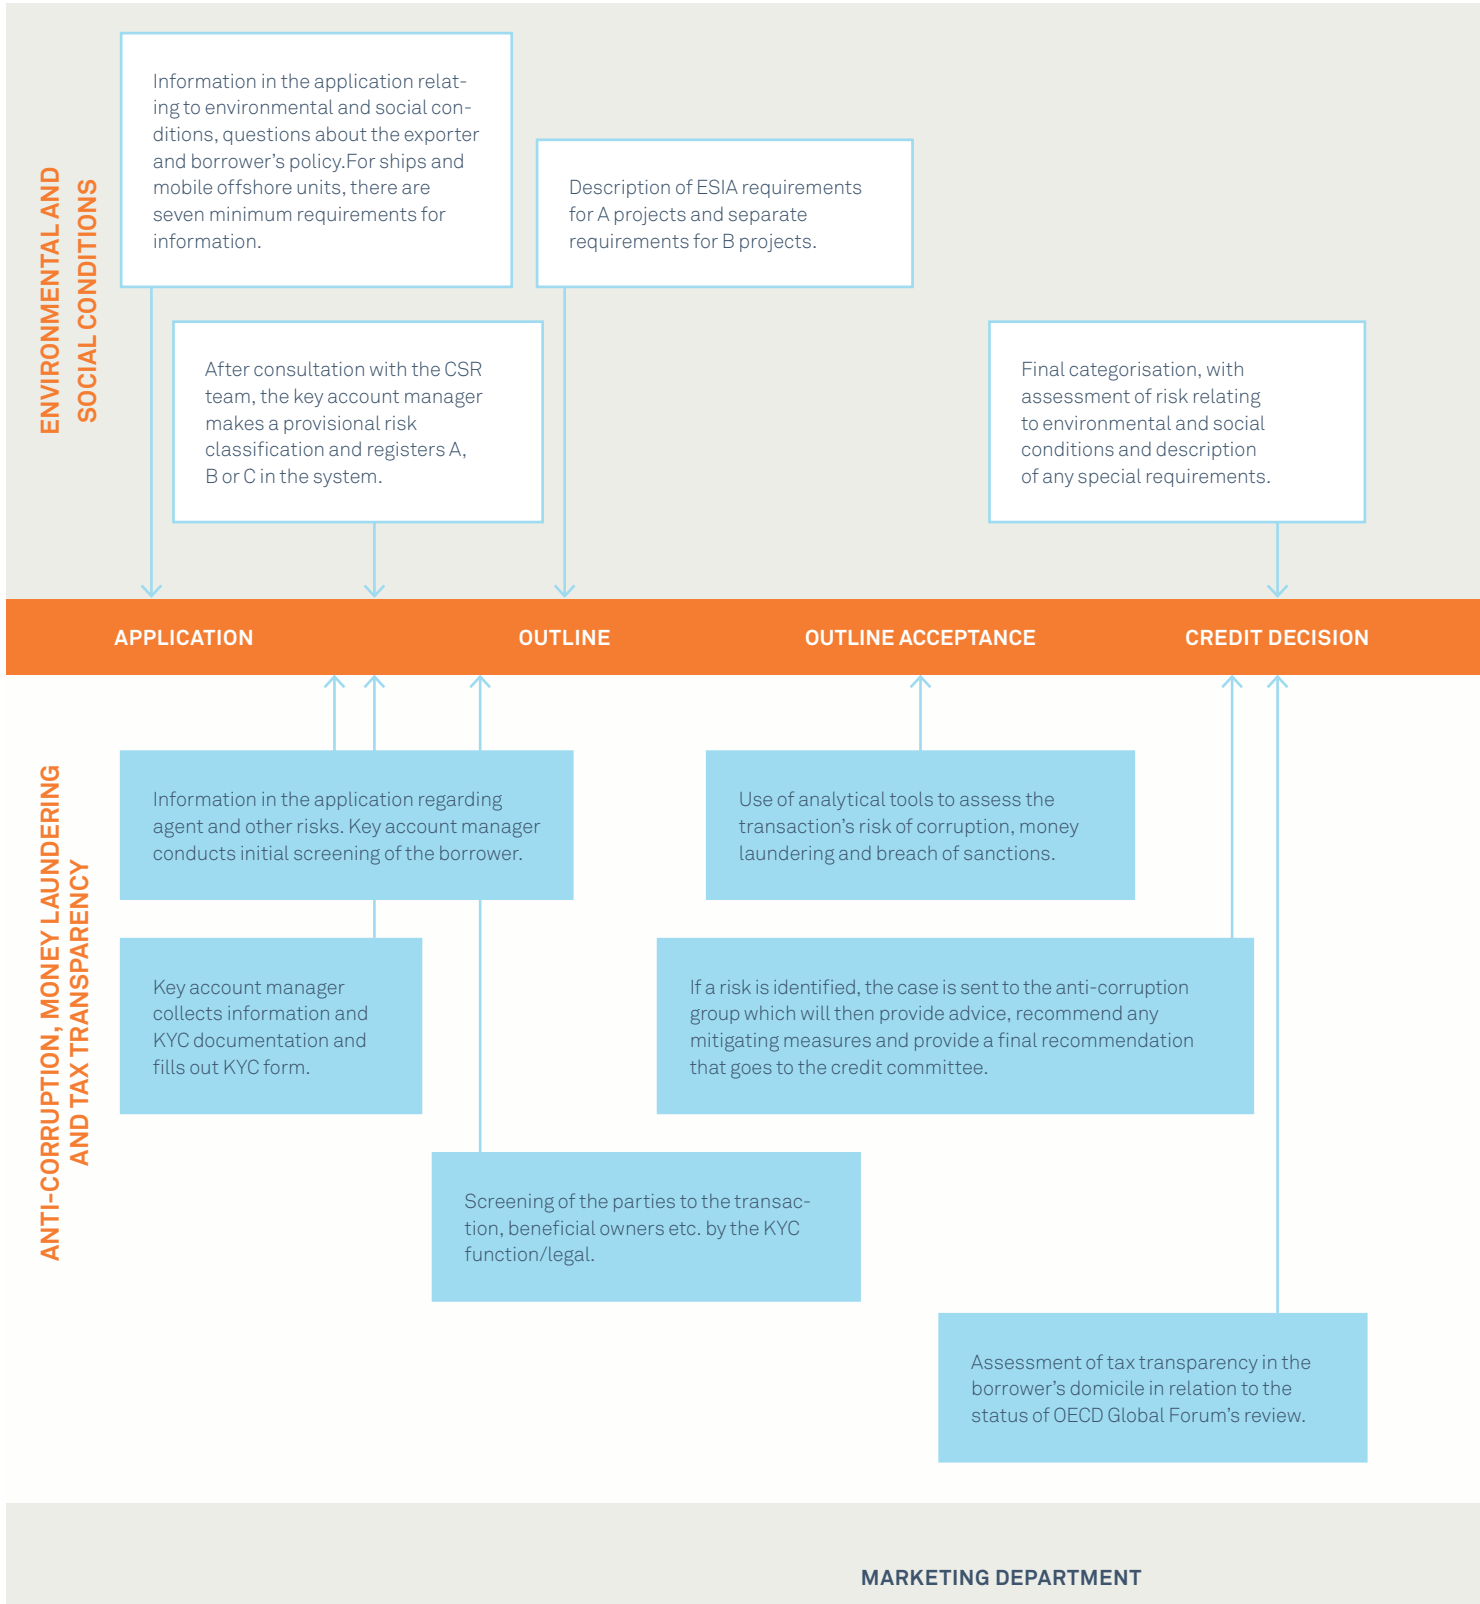 ENVIRONMENTAL AND
SOCIAL CONDITIONS
Information in the application relat-
ing to environmental and social con-
ditions, questions about the exporter
and borrower's policy.For ships and
mobile offshore units, there are
seven minimum requirements for
information.
Description of ESIA requirements
for A projects and separate
requirements for B projects.
After consultation with the CSR
team, the key account manager
makes a provisional risk
classification and registers A,
B or C in the system.
Final categorisation, with
assessment of risk relating
to environmental and social
conditions and description
of any special requirements.
APPLICATION
OUTLINE
OUTLINE ACCEPTANCE
CREDIT DECISION
ANTI-CORRUPTION, MONEY LAUNDERING
AND TAX TRANSPARENCY
Information in the application regarding
agent and other risks. Key account manager
conducts initial screening of the borrower.
Use of analytical tools to assess the
transaction's risk of corruption, money
laundering and breach of sanctions.
Key account manager
collects information and
KYC documentation and
fills out KYC form.
If a risk is identified, the case is sent to the anti-corruption
group which will then provide advice, recommend any
mitigating measures and provide a final recommendation
that goes to the credit committee.
Screening of the parties to the transac-
tion, beneficial owners etc. by the KYC
function/legal.
Assessment of tax transparency in the
borrower's domicile in relation to the
status of OECD Global Forum's review.
MARKETING DEPARTMENT